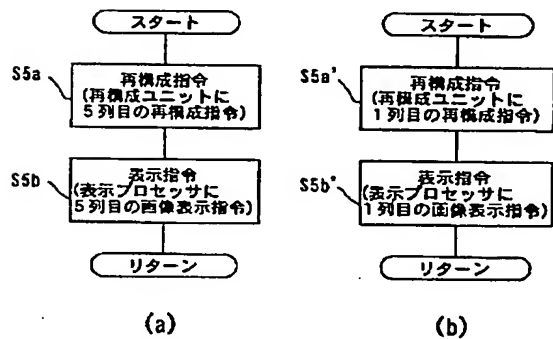 スタート
S5a
再構成指令
(再構成ユニットに
5列目の再構成指令)
S5b
表示指令
(表示プロセッサに
5列目の画像表示指令)
リターン
(a)
スタート
S5a'
再構成指令
(再構成ユニットに
1列目の再構成指令)
S5b'
表示指令
(表示プロセッサに
1列目の画像表示指令)
リターン
(b)